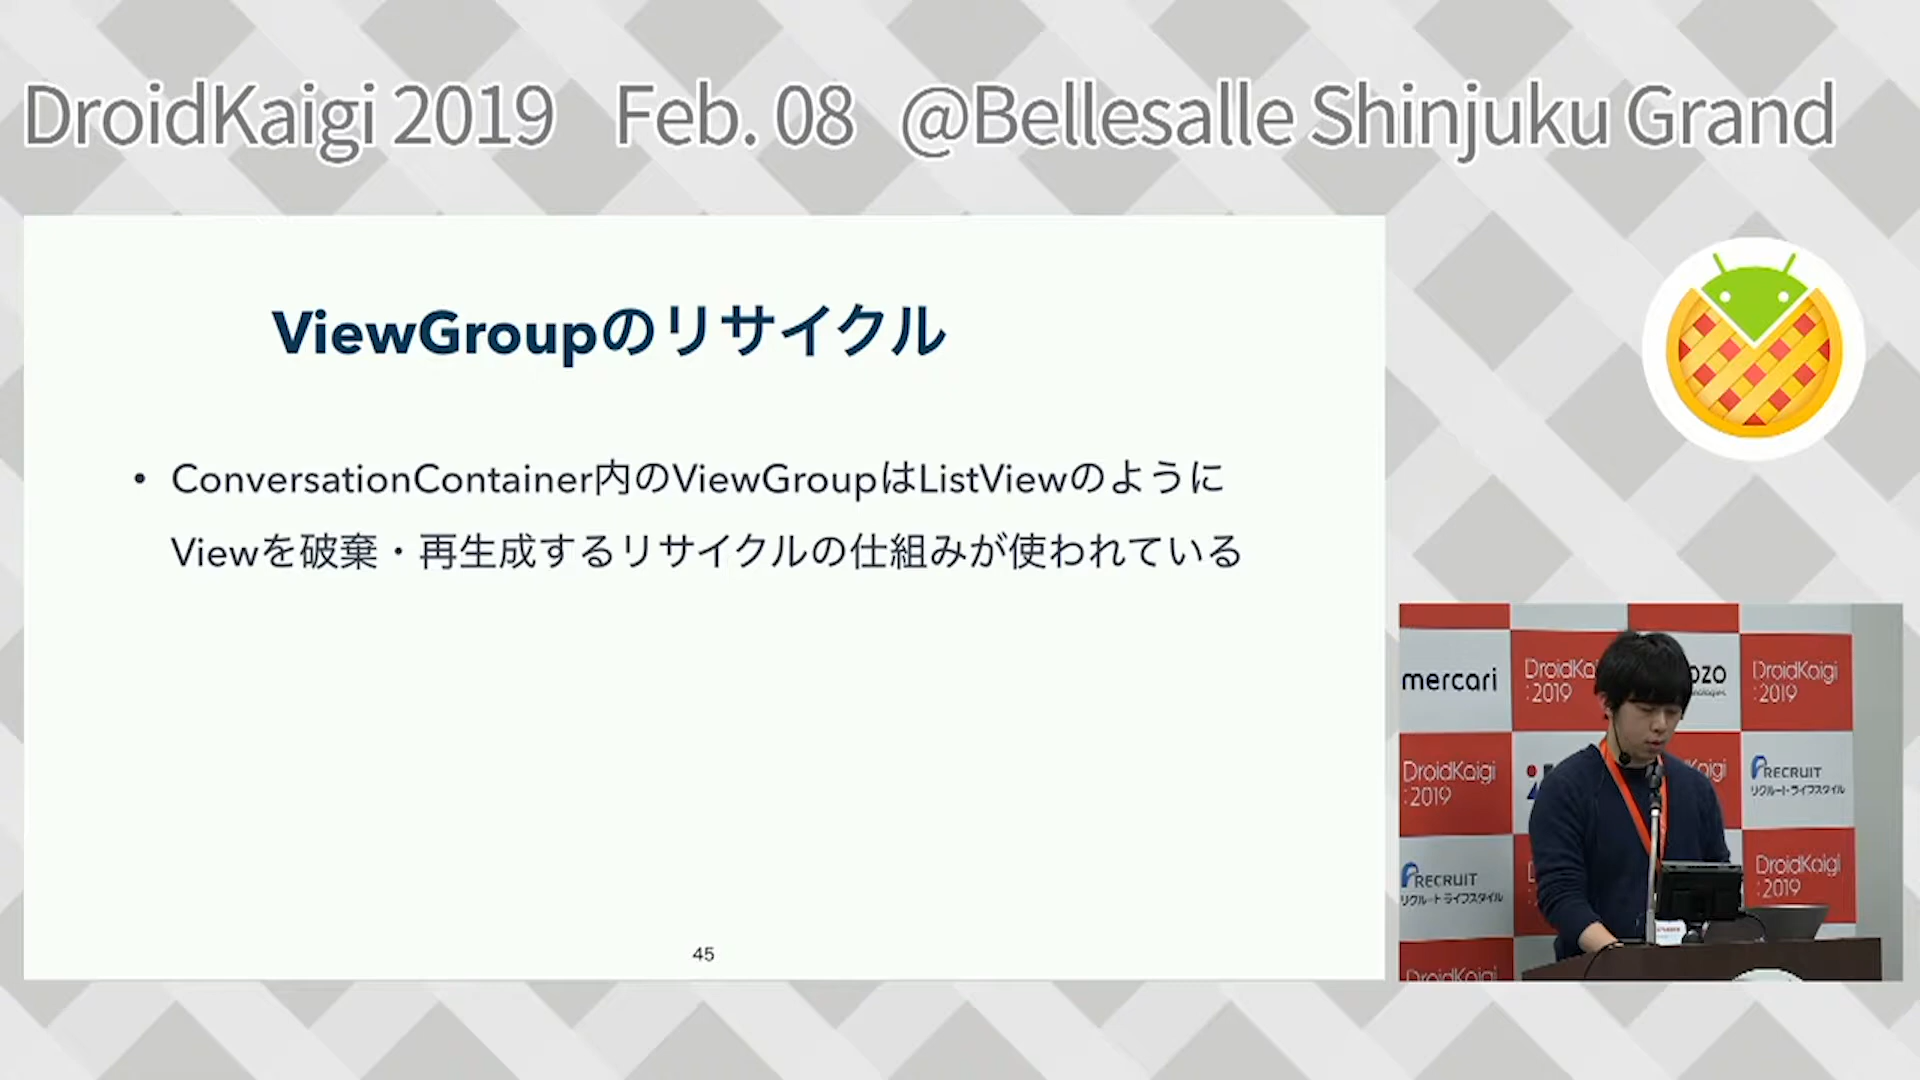 DroidKaigi 2019 Feb. 08 @Bellesalle Shinjuku Grand
ViewGroupのリサイクル
• ConversationContainer内のViewGroupはListViewのように
Viewを破棄・再生成するリサイクルの仕組みが使われている
45
mercari
DroidKa
:2019
ozo
DroidKaigi
:2019
DroidKaigi
:2019
Kaigi
RECRUIT
リクルートライフスタイル
RECRUIT
リクルートライフスタイル
DroidKaigi
:2019
DroidKaigi